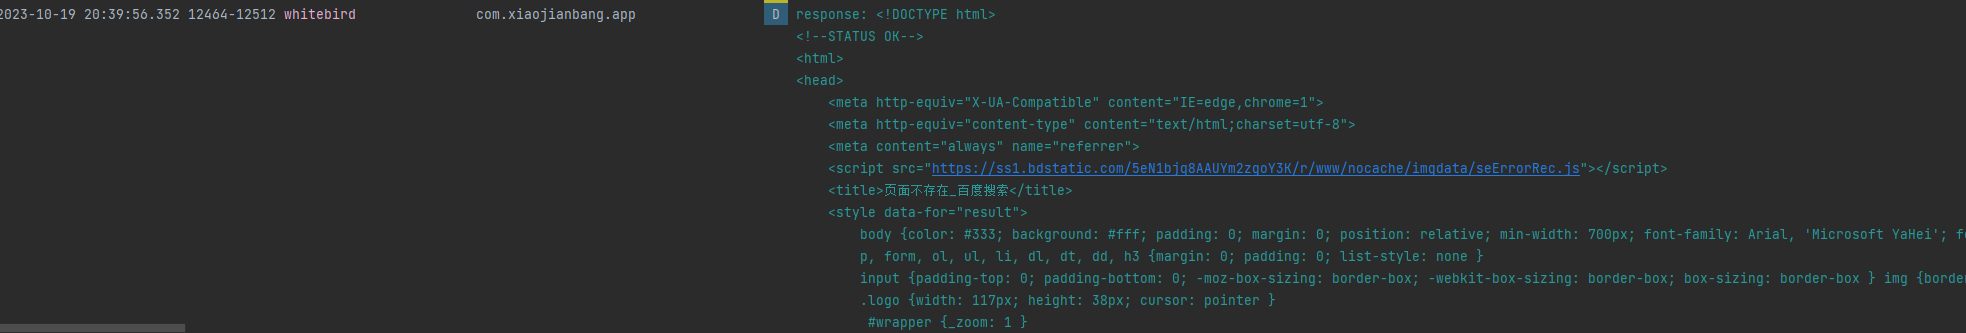 2023-10-19 20:39:56.352 12464-12512 whitebird com.xiaojianbang.app D response: <!DOCTYPE html>
<!--STATUS OK-->
<html>
<head>
<meta http-equiv="X-UA-Compatible" content="IE=edge,chrome=1">
<meta http-equiv="content-type" content="text/html;charset=utf-8">
<meta content="always" name="referrer">
<script src="https://ss1.bdstatic.com/5eN1bjq8AAUYm2zgoY3K/r/www/nocache/imgdata/seErrorRec.js"></script>
<title>页面不存在_百度搜索</title>
<style data-for="result">
body {color: #333; background: #fff; padding: 0; margin: 0; position: relative; min-width: 700px; font-family: Arial, 'Microsoft YaHei';
p, form, ol, ul, li, dl, dt, dd, h3 {margin: 0; padding: 0; list-style: none }
input {padding-top: 0; padding-bottom: 0; -moz-box-sizing: border-box; -webkit-box-sizing: border-box; box-sizing: border-box } img {border
.logo {width: 117px; height: 38px; cursor: pointer }
#wrapper {_zoom: 1 }